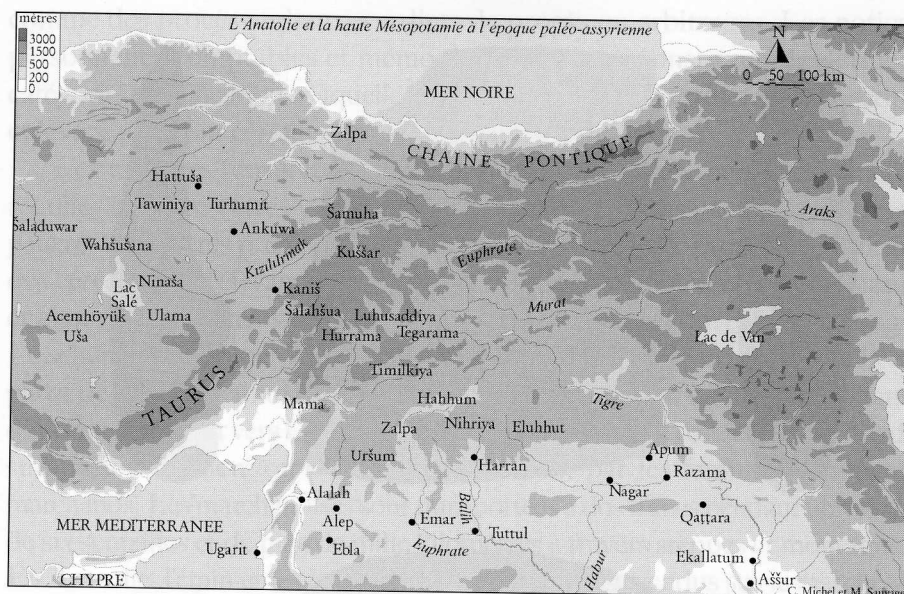 L'Anatolie et la haute Mésopotamie à l'époque paléo-assyrienne
mètres
3000
1500
500
200
0
N
0 50 100 km
MER NOIRE
Zalpa
CHAINE PONTIQUE
Hattuša
Tawiniya Turhumit
Šamuha
Araks
Šaladuwar
Ankuwa
Wahšušana
Kızılırmak
Kuššar
Euphrate
Ninaša
Kaniš
Lac
Salé
Šalahšua
Murat
Acemhöyük
Ulama
Luhusaddiya
Uša
Hurrama
Tegarama
Lac de Van
Timilkiya
TAURUS
Mama
Hahhum
Tigre
Zalpa
Nihriya
Eluhhut
Uršum
Harran
Apum
Razama
Nagar
Alalah
Alep
Emar
Balih
Qaṭṭara
MER MEDITERRANEE
Tuttul
Ugarit
Ebla
Euphrate
Habur
Ekallatum
CHYPRE
Aššur
C. Michel et M.